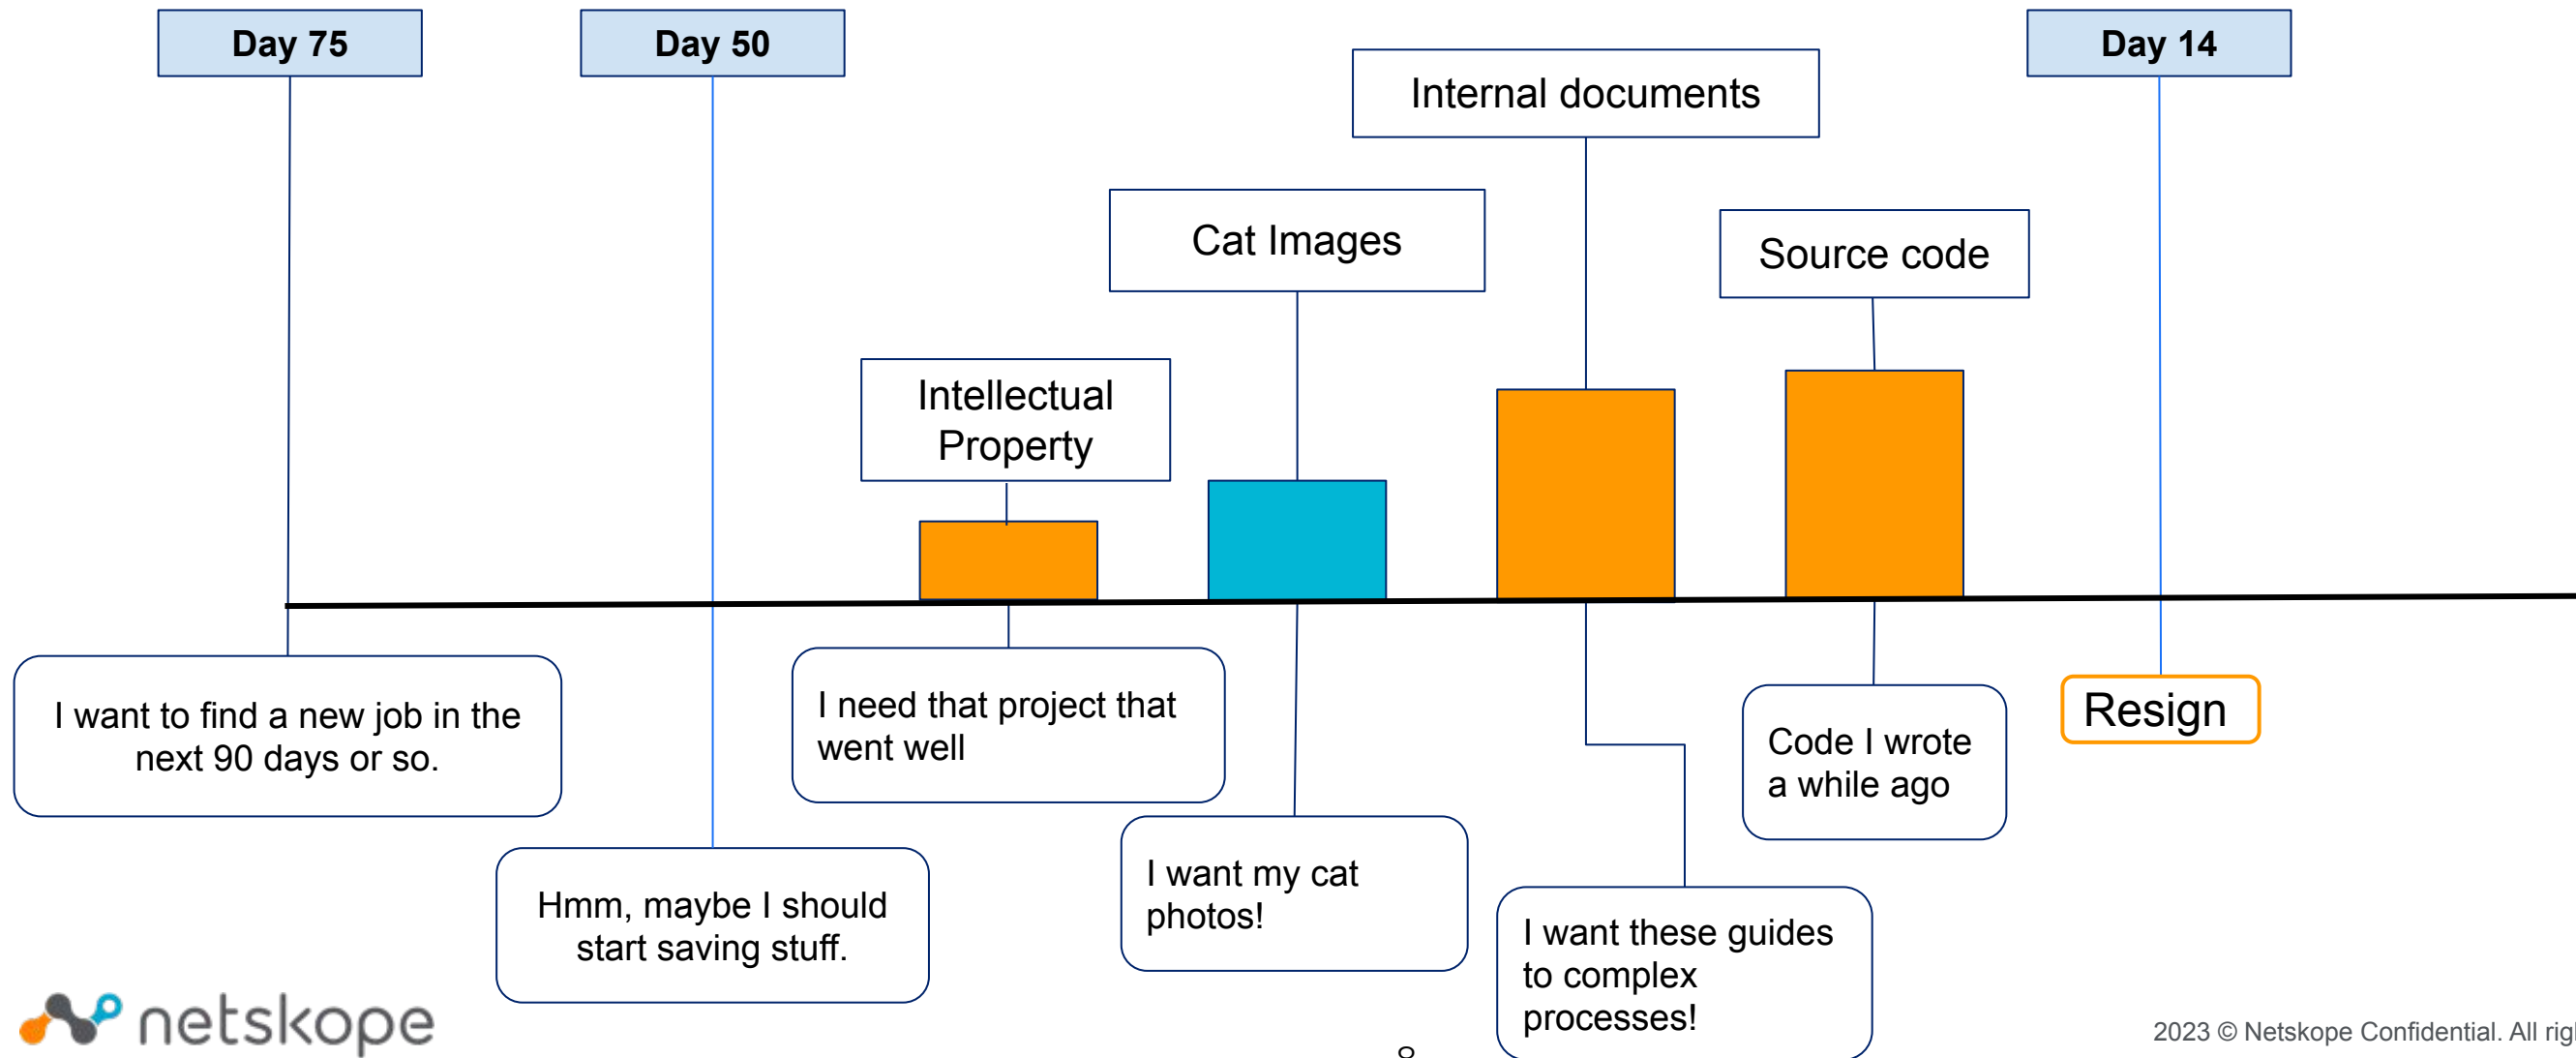 Day 75
Day 50
Day 14
Internal documents
Cat Images
Source code
Intellectual
Property
I want to find a new job in the
next 90 days or so.
Hmm, maybe I should
start saving stuff.
I need that project that
went well
I want my cat
photos!
I want these guides
to complex
processes!
Code I wrote
a while ago
Resign
netskope
2023 © Netskope Confidential. All